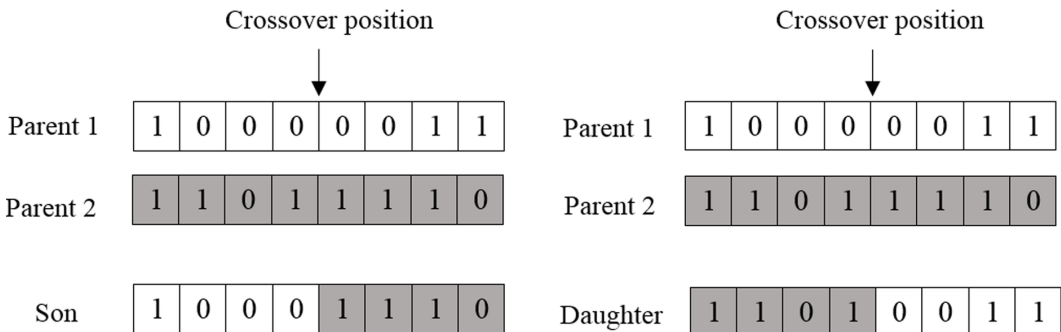 Crossover position Crossover position
Parent 1 1 0 0 0 0 0 1 1 Parent 1 1 0 0 0 0 0 1 1
Parent 2 1 1 0 1 1 1 1 0 Parent 2 1 1 0 1 1 1 1 0
Son 1 0 0 0 1 1 1 0 Daughter 1 1 0 1 0 0 1 1